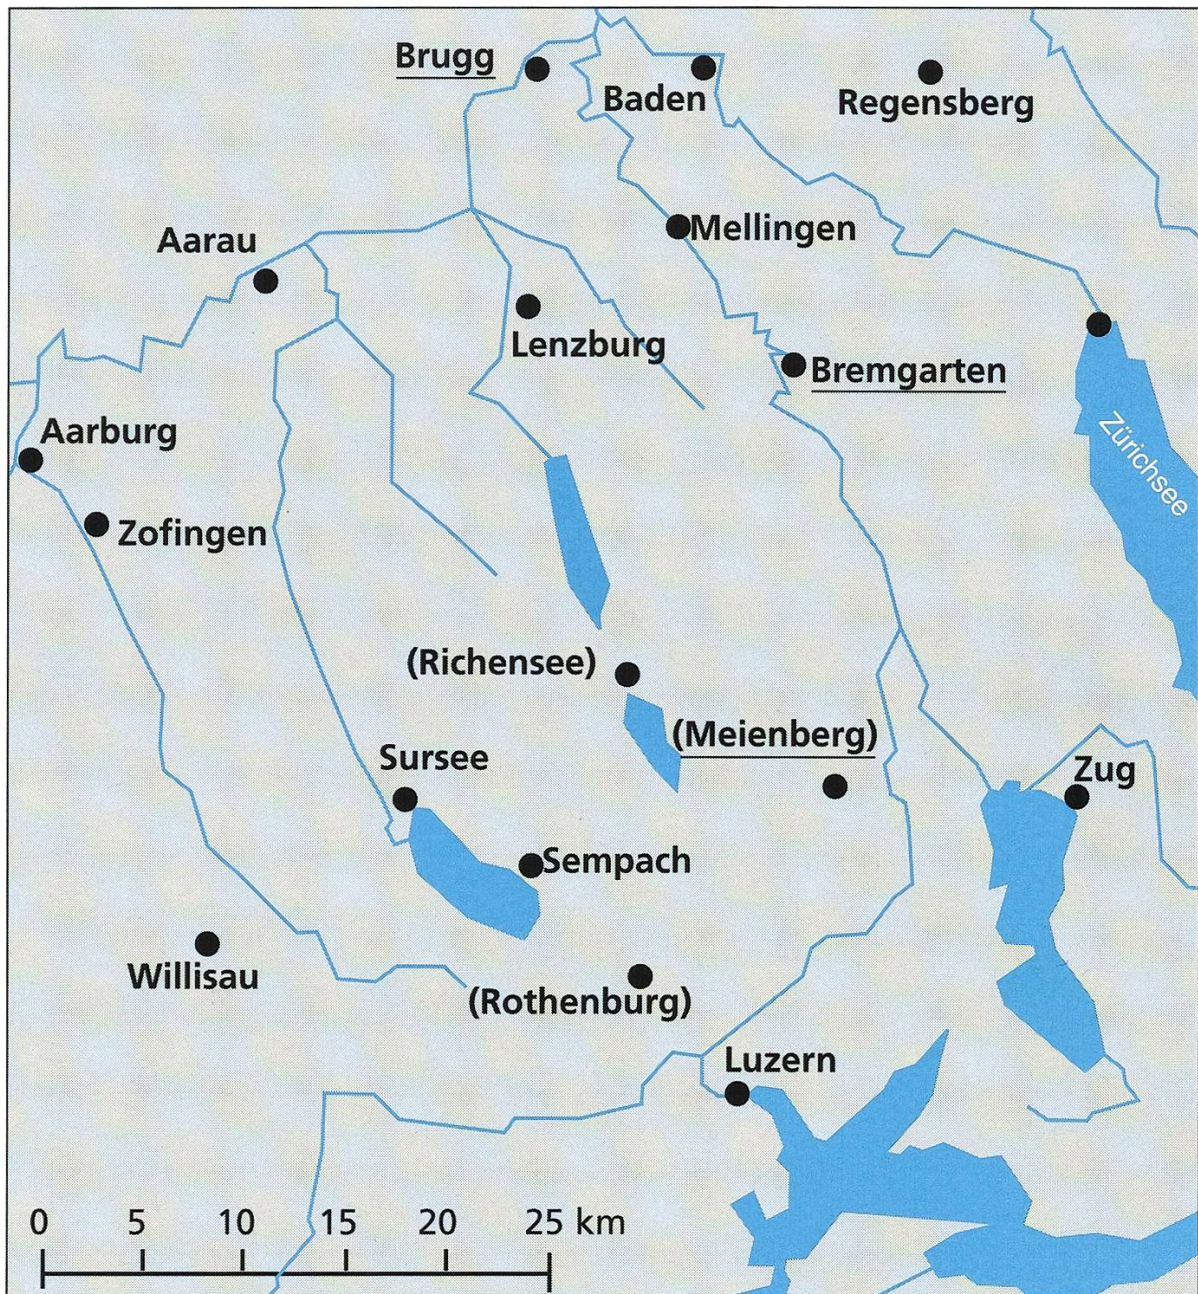 Brugg
Baden
Regensberg
Aarau
Mellingen
Lenzburg
Bremgarten
Aarburg
Zürichsee
Zofingen
(Richensee)
(Meienberg)
Sursee
Zug
Sempach
Willisau
(Rothenburg)
Luzern
0 5 10 15 20 25 km